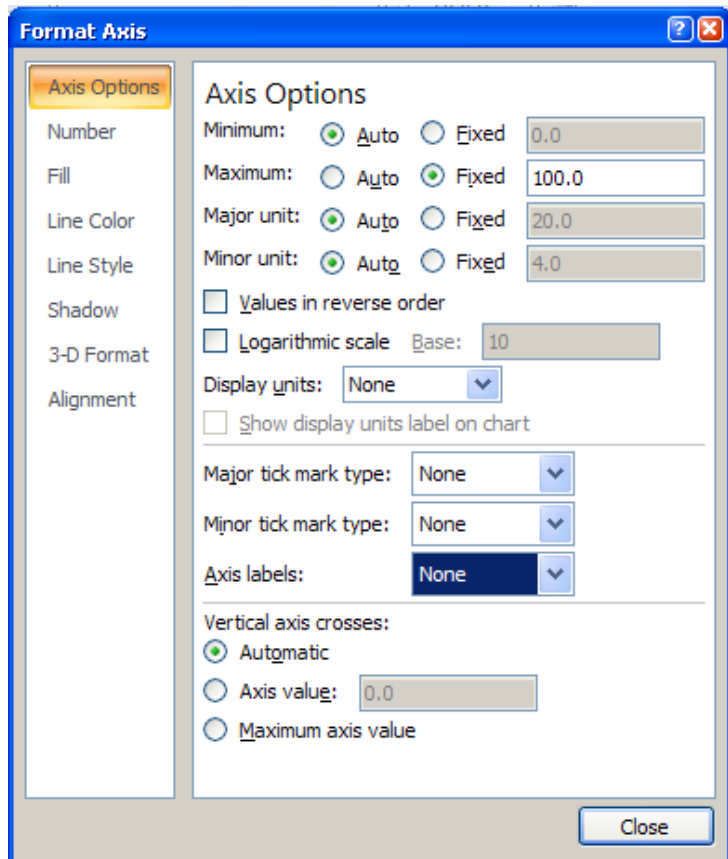 Format Axis
Axis Options
Number
Fill
Line Color
Line Style
Shadow
3-D Format
Alignment
Axis Options
Minimum: Auto Fixed 0.0
Maximum: Auto Fixed 100.0
Major unit: Auto Fixed 20.0
Minor unit: Auto Fixed 4.0
Values in reverse order
Logarithmic scale Base: 10
Display units: None
Show display units label on chart
Major tick mark type: None
Minor tick mark type: None
Axis labels: None
Vertical axis crosses:
Automatic
Axis value: 0.0
Maximum axis value
Close